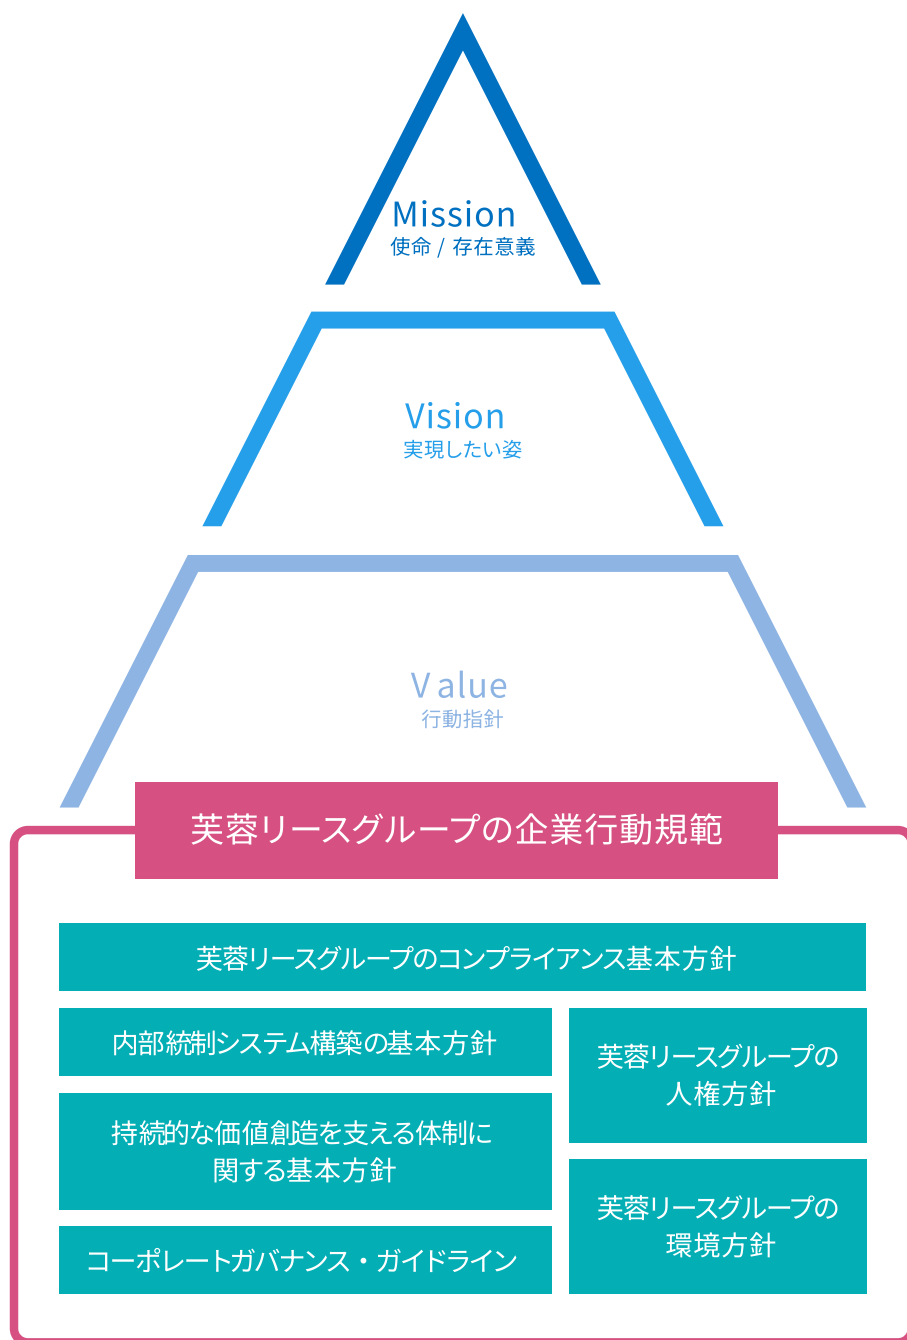 Mission
使命 / 存在意義
Vision
実現したい姿
Value
行動指針
芙蓉リースグループの企業行動規範
芙蓉リースグループのコンプライアンス基本方針
内部統制システム構築の基本方針
持続的な価値創造を支える体制に
関する基本方針
コーポレートガバナンス・ガイドライン
芙蓉リースグループの
人権方針
芙蓉リースグループの
環境方針